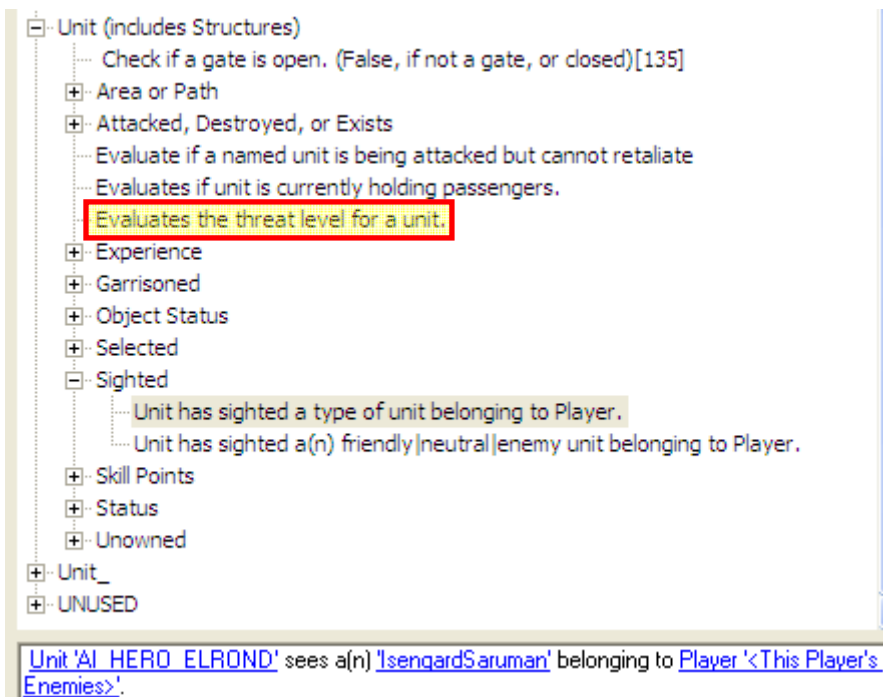 Unit (includes Structures)
Check if a gate is open. (False, if not a gate, or closed)[135]
Area or Path
Attacked, Destroyed, or Exists
Evaluate if a named unit is being attacked but cannot retaliate
Evaluates if unit is currently holding passengers.
Evaluates the threat level for a unit.
Experience
Garrisoned
Object Status
Selected
Sighted
Unit has sighted a type of unit belonging to Player.
Unit has sighted a(n) friendly|neutral|enemy unit belonging to Player.
Skill Points
Status
Unowned
Unit_
UNUSED
Unit 'AI_HERO_ELROND' sees a(n) 'IsengardSaruman' belonging to Player '<This Player's
Enemies>'.